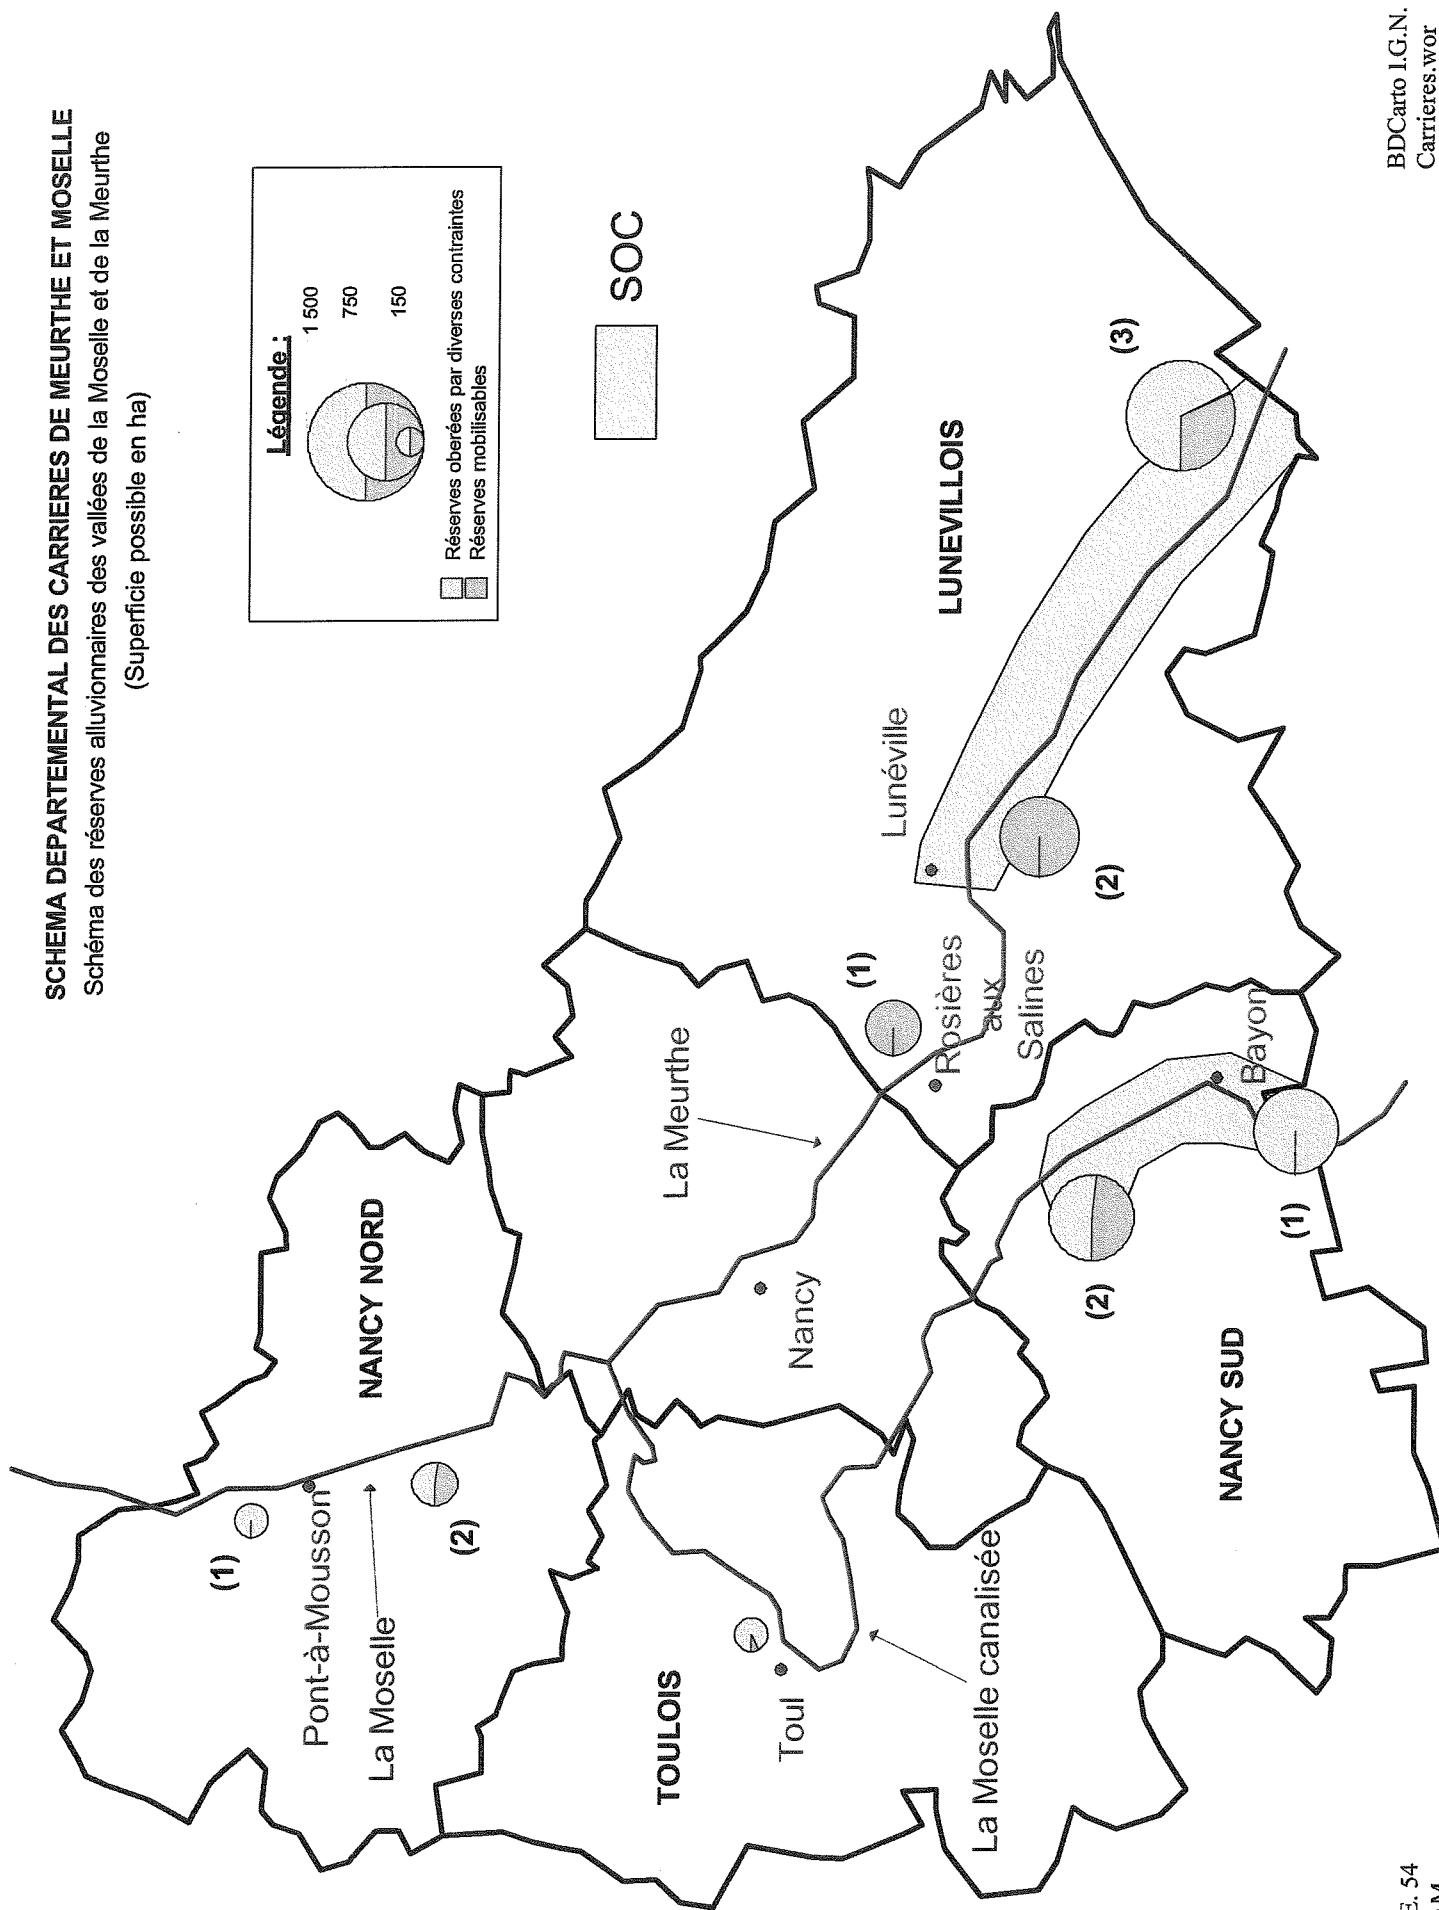 SCHEMA DEPARTEMENTAL DES CARRIERES DE MEURTHE ET MOSELLE
Schéma des réserves alluvionnaires des vallées de la Moselle et de la Meurthe
(Superficie possible en ha)
Légende :
1 500
750
150
Réserves oberées par diverses contraintes
Réserves mobilisables
SOC
NANCY NORD
(1)
Pont-à-Mousson
La Moselle
(2)
TOULOIS
Toul
La Moselle canalisée
La Meurthe
Nancy
(1)
Rosières
aux
Salines
Lunéville
LUNEVILLOIS
(2)
(3)
Bayon
(2)
(1)
NANCY SUD
E. 54
M
BDCarto I.G.N.
Carrieres.wor